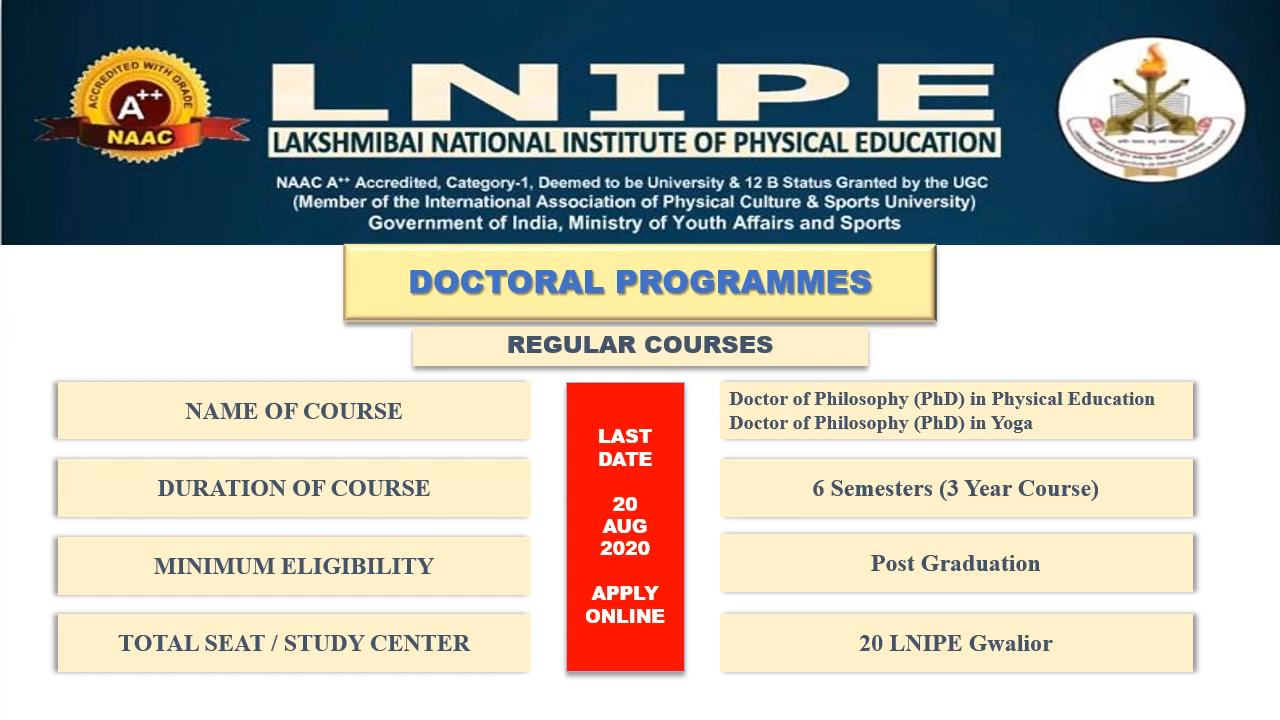 ACCREDITED WITH GRADE
A++
NAAC
LNIPE
LAKSHMIBAI NATIONAL INSTITUTE OF PHYSICAL EDUCATION
NAAC A++ Accredited, Category-1, Deemed to be University & 12 B Status Granted by the UGC
(Member of the International Association of Physical Culture & Sports University)
Government of India, Ministry of Youth Affairs and Sports
DOCTORAL PROGRAMMES
REGULAR COURSES
NAME OF COURSE
Doctor of Philosophy (PhD) in Physical Education
Doctor of Philosophy (PhD) in Yoga
DURATION OF COURSE
6 Semesters (3 Year Course)
MINIMUM ELIGIBILITY
Post Graduation
TOTAL SEAT / STUDY CENTER
20 LNIPE Gwalior
LAST
DATE
20
AUG
2020
APPLY
ONLINE